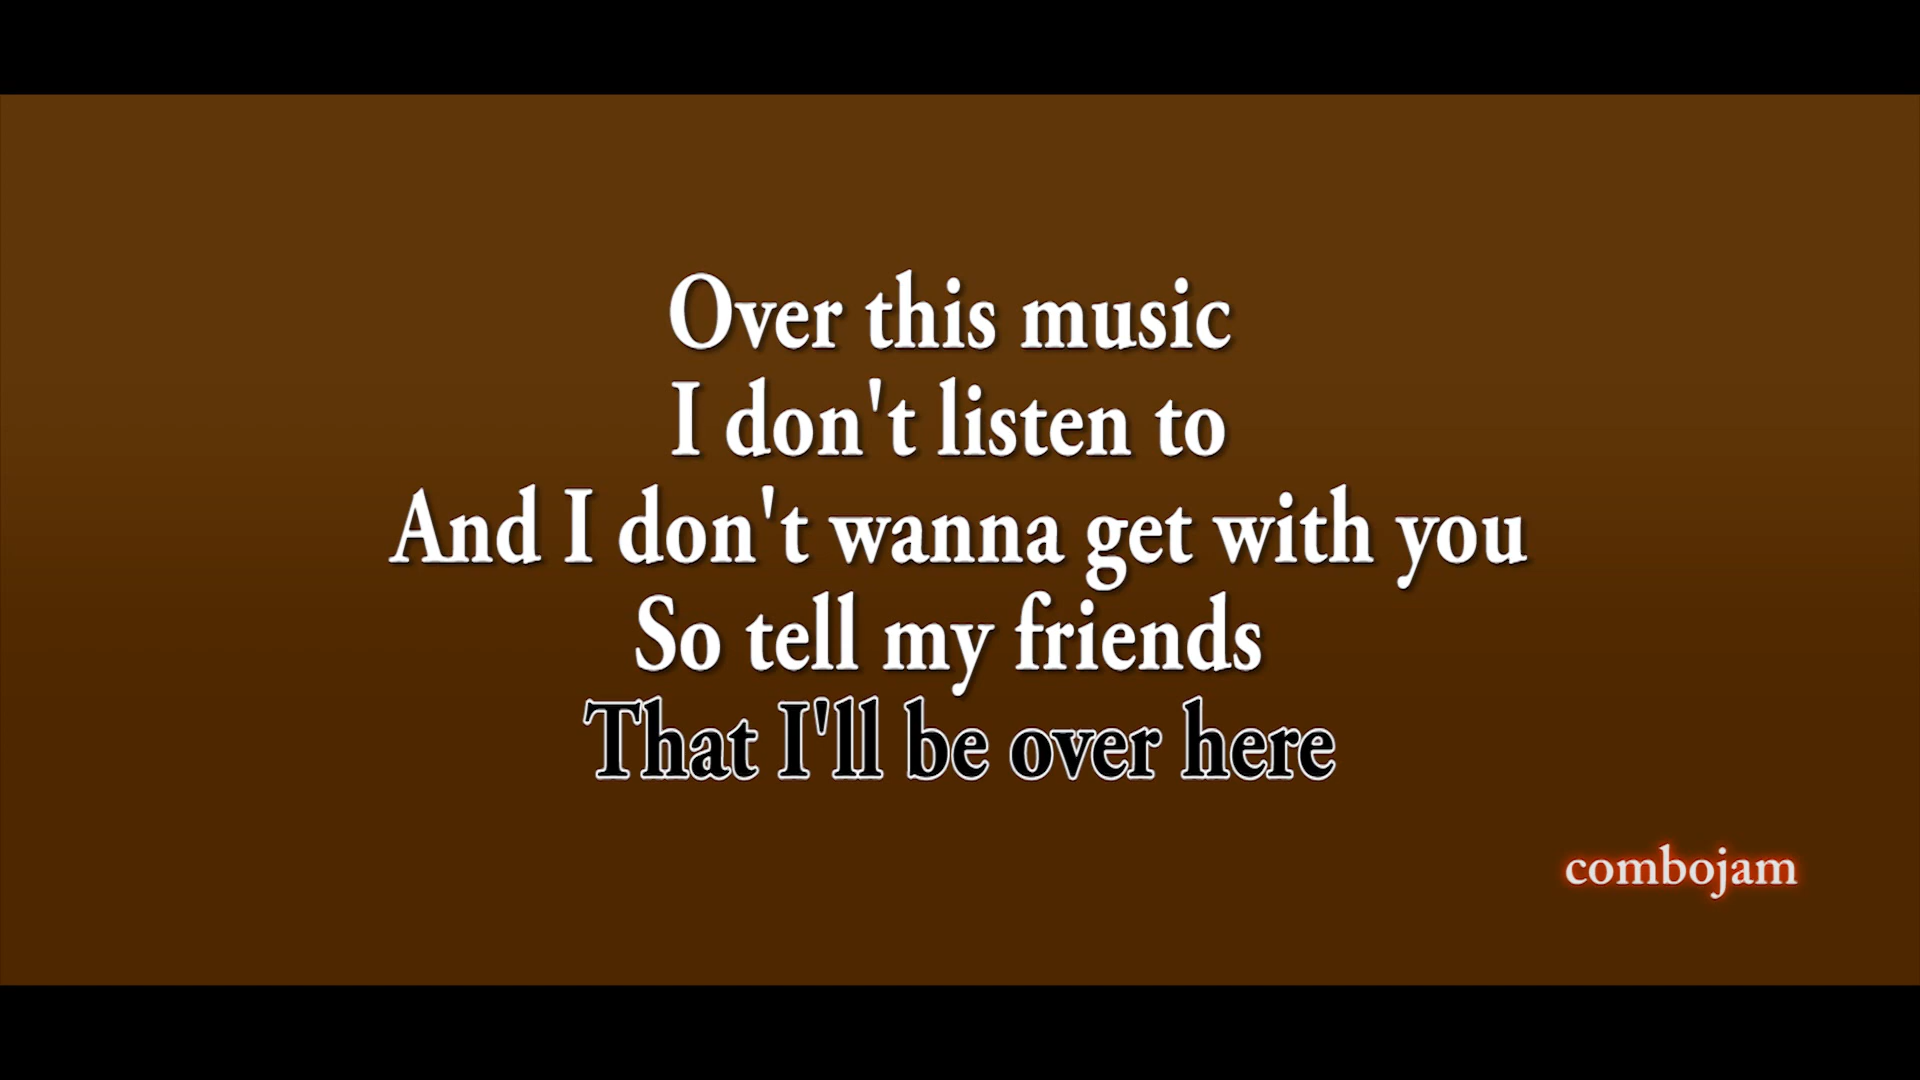 Over this music
I don't listen to
And I don't wanna get with you
So tell my friends
That I'll be over here
combojam